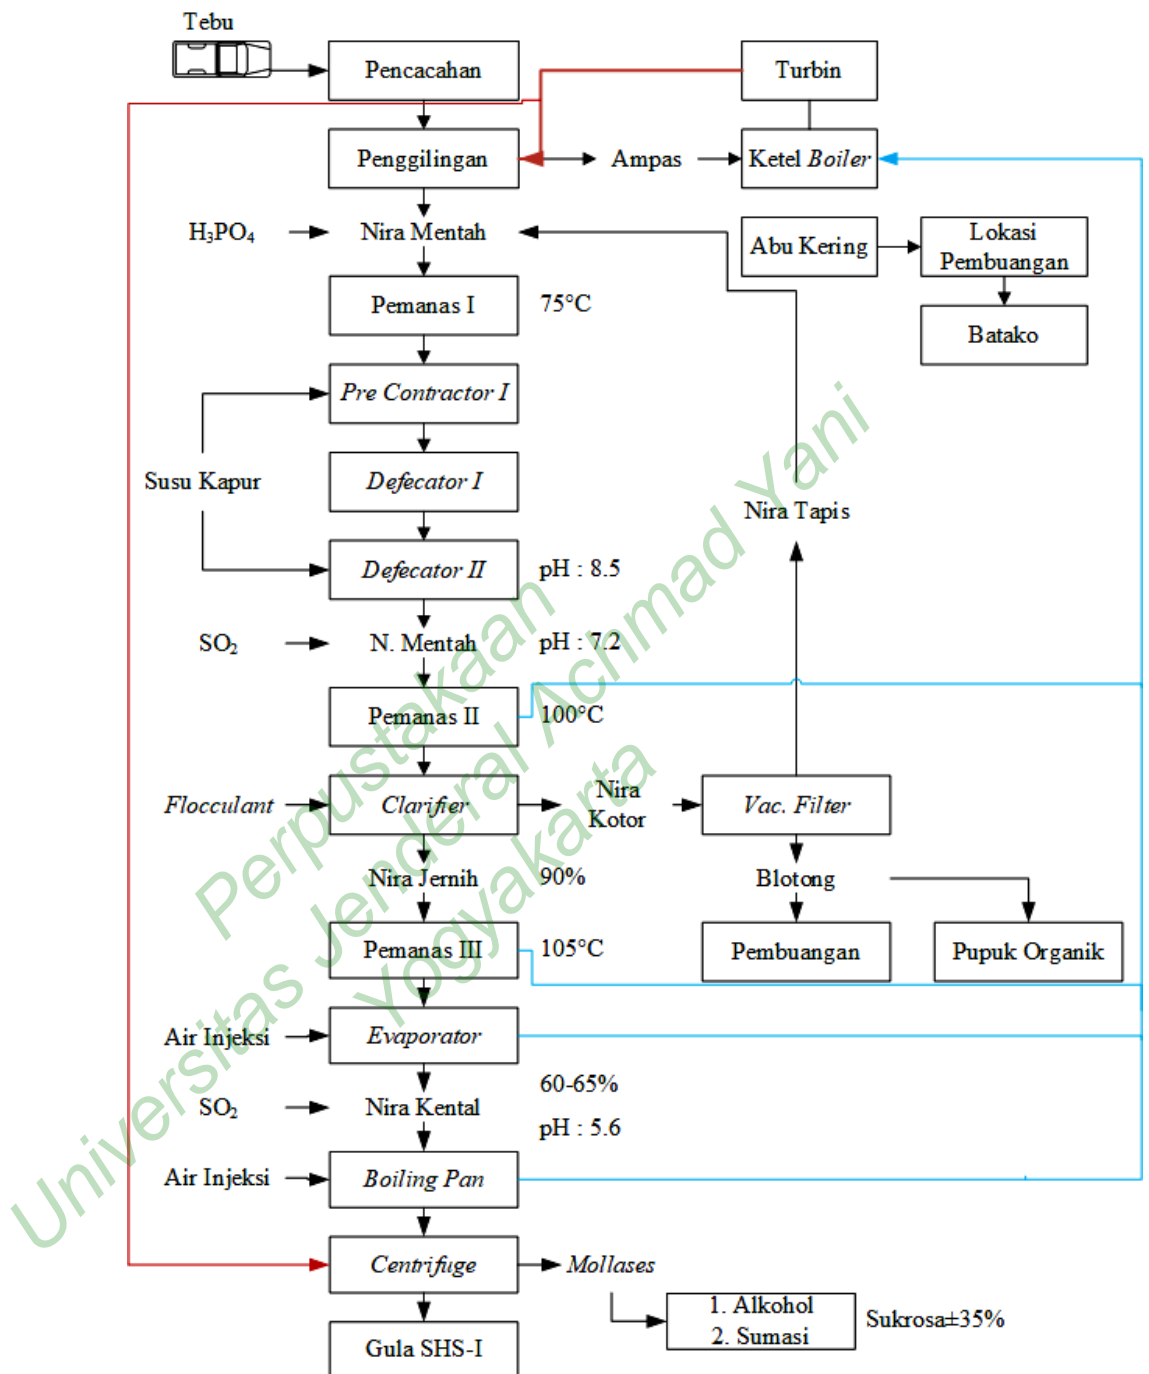 Tebu
Pencacahan
Turbin
Penggilingan
Ampas
Ketel Boiler
H₃PO₄
Nira Mentah
Abu Kering
Lokasi
Pembuangan
Pemanas I
75°C
Batako
Pre Contractor I
Susu Kapur
Defecator I
Nira Tapis
Defecator II
pH : 8.5
SO₂
N. Mentah
pH : 7.2
Pemanas II
100°C
Flocculant
Clarifier
Nira
Kotor
Vac. Filter
Nira Jernih
90%
Blotong
Pemanas III
105°C
Pembuangan
Pupuk Organik
Air Injeksi
Evaporator
60-65%
SO₂
Nira Kental
pH : 5.6
Air Injeksi
Boiling Pan
Centrifuge
Mollases
1. Alkohol
2. Sumasi
Sukrosa±35%
Gula SHS-I
Perpustakaan
Universitas Jenderal Achmad Yani
Yogyakarta